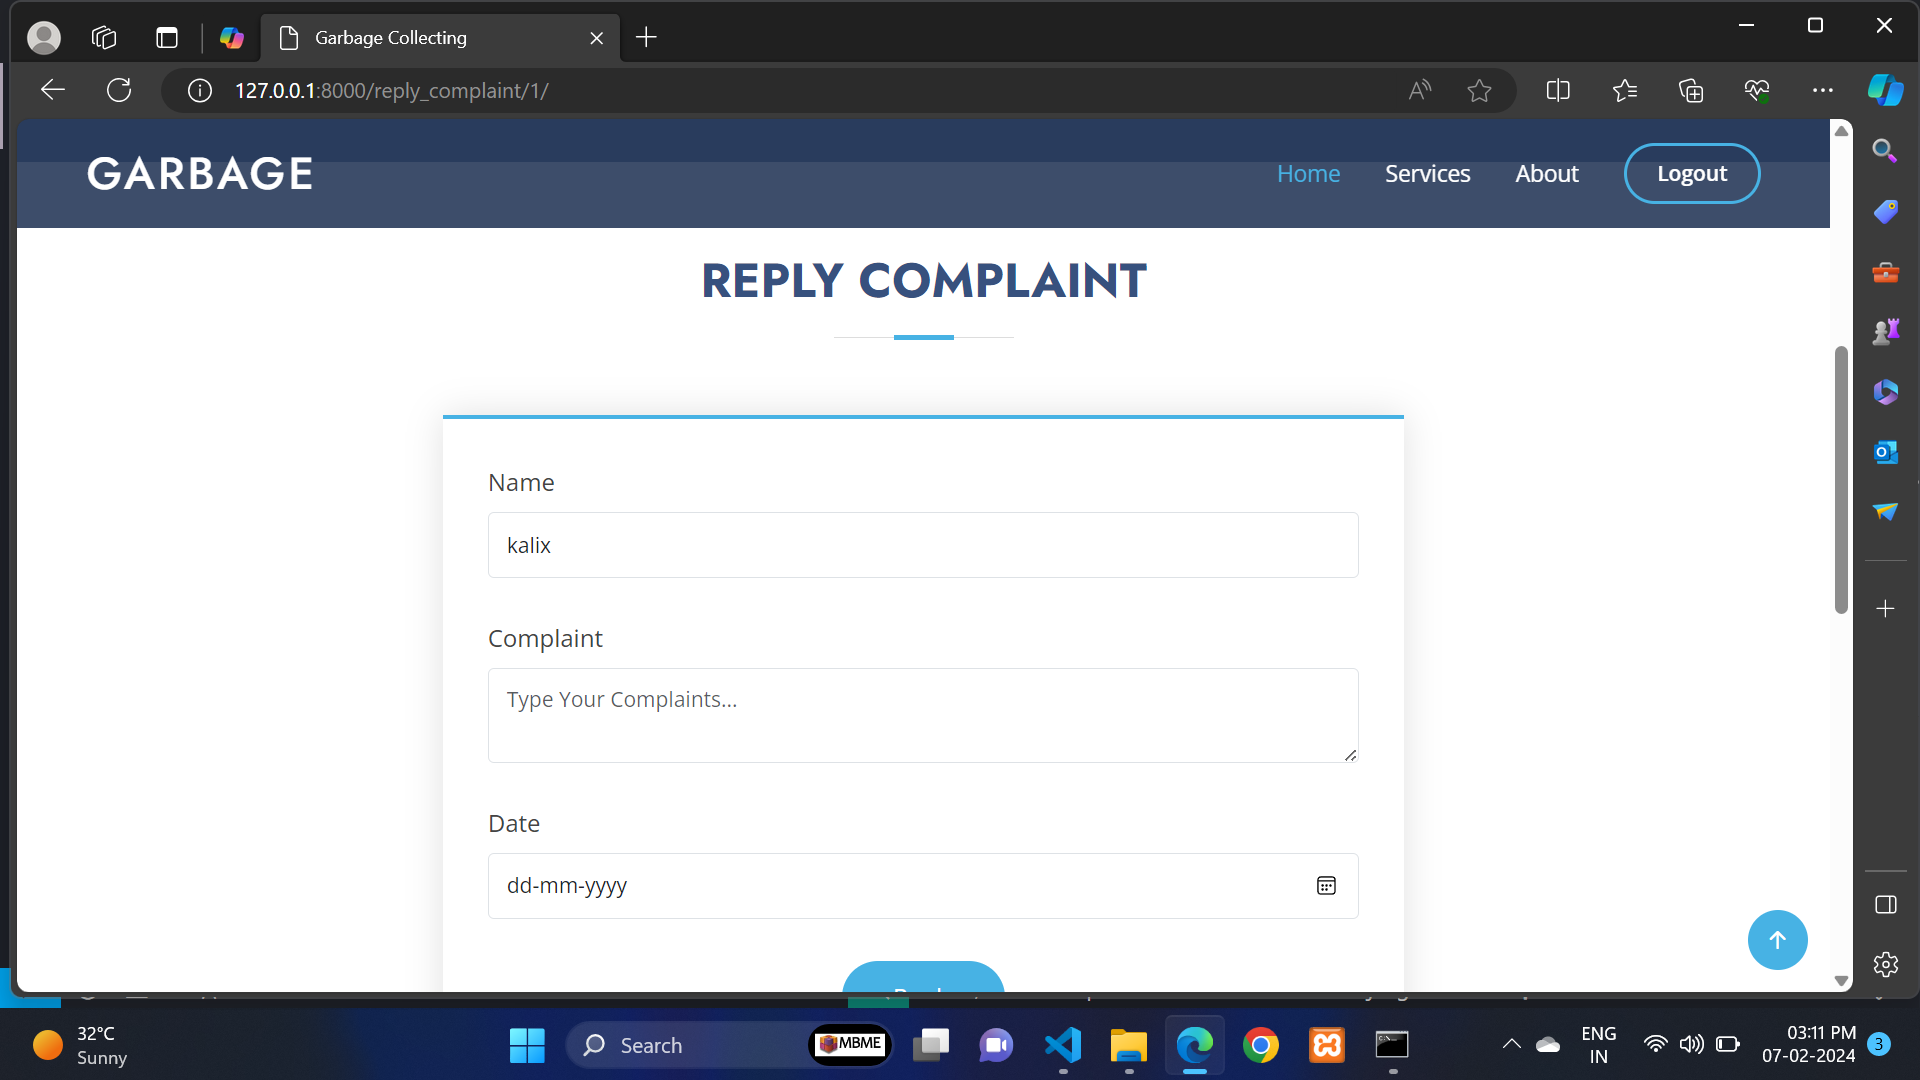 Garbage Collecting
127.0.0.1:8000/reply_complaint/1/
GARBAGE
Home
Services
About
Logout
REPLY COMPLAINT
Name
kalix
Complaint
Type Your Complaints...
Date
dd-mm-yyyy
32°C
Sunny
Search
MBME
ENG
IN
03:11 PM
07-02-2024
3